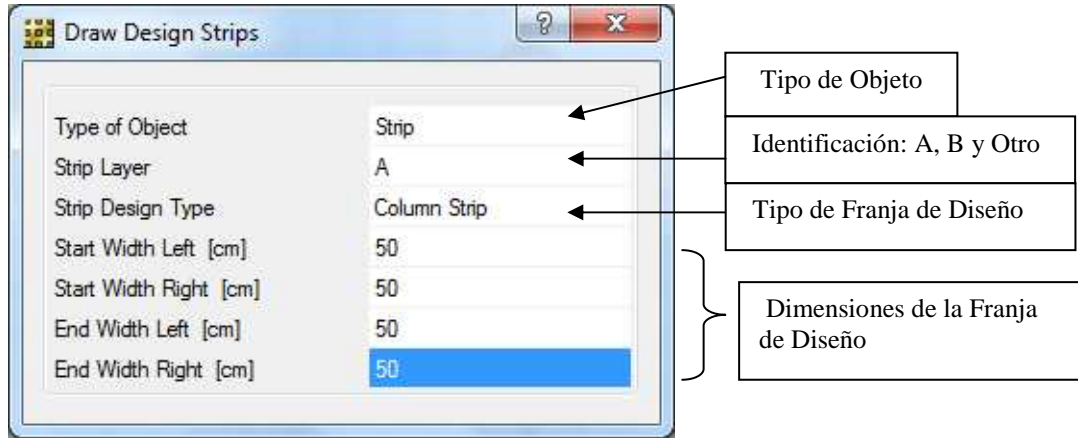 Draw Design Strips
Type of Object Strip
Strip Layer A
Strip Design Type Column Strip
Start Width Left [cm] 50
Start Width Right [cm] 50
End Width Left [cm] 50
End Width Right [cm] 50
Tipo de Objeto
Identificación: A, B y Otro
Tipo de Franja de Diseño
Dimensiones de la Franja
de Diseño